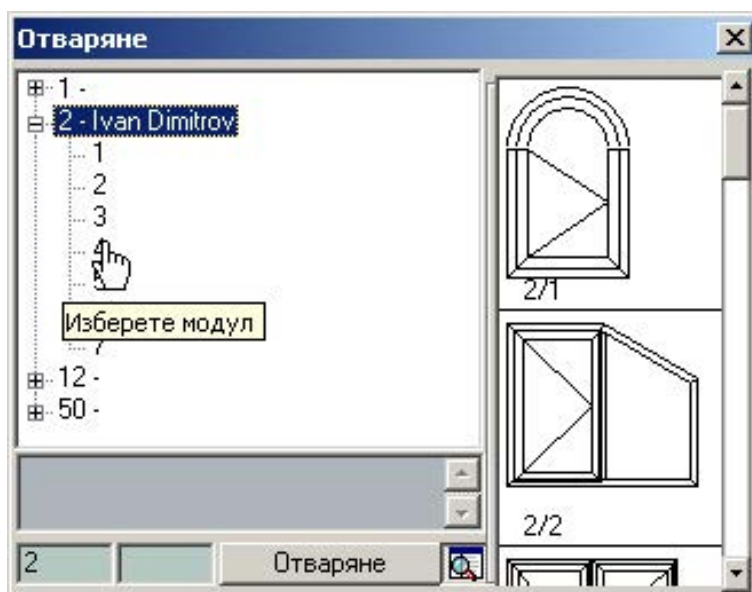 Отваряне
1 -
2 - Ivan Dimitrov
1
2
3
Изберете модул
7
12 -
50 -
2/1
2/2
2
Отваряне